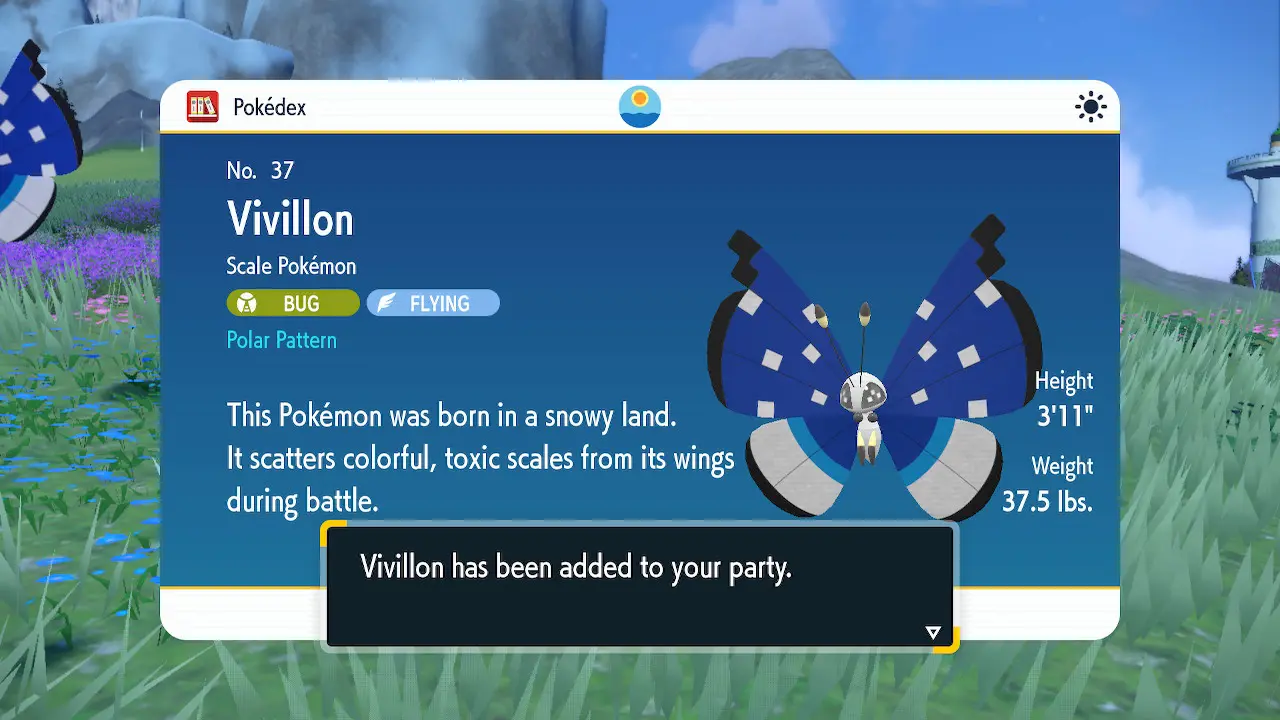 Pokédex
No. 37
Vivillon
Scale Pokémon
BUG FLYING
Polar Pattern
This Pokémon was born in a snowy land.
It scatters colorful, toxic scales from its wings
during battle.
Height
3'11"
Weight
37.5 lbs.
Vivillon has been added to your party.